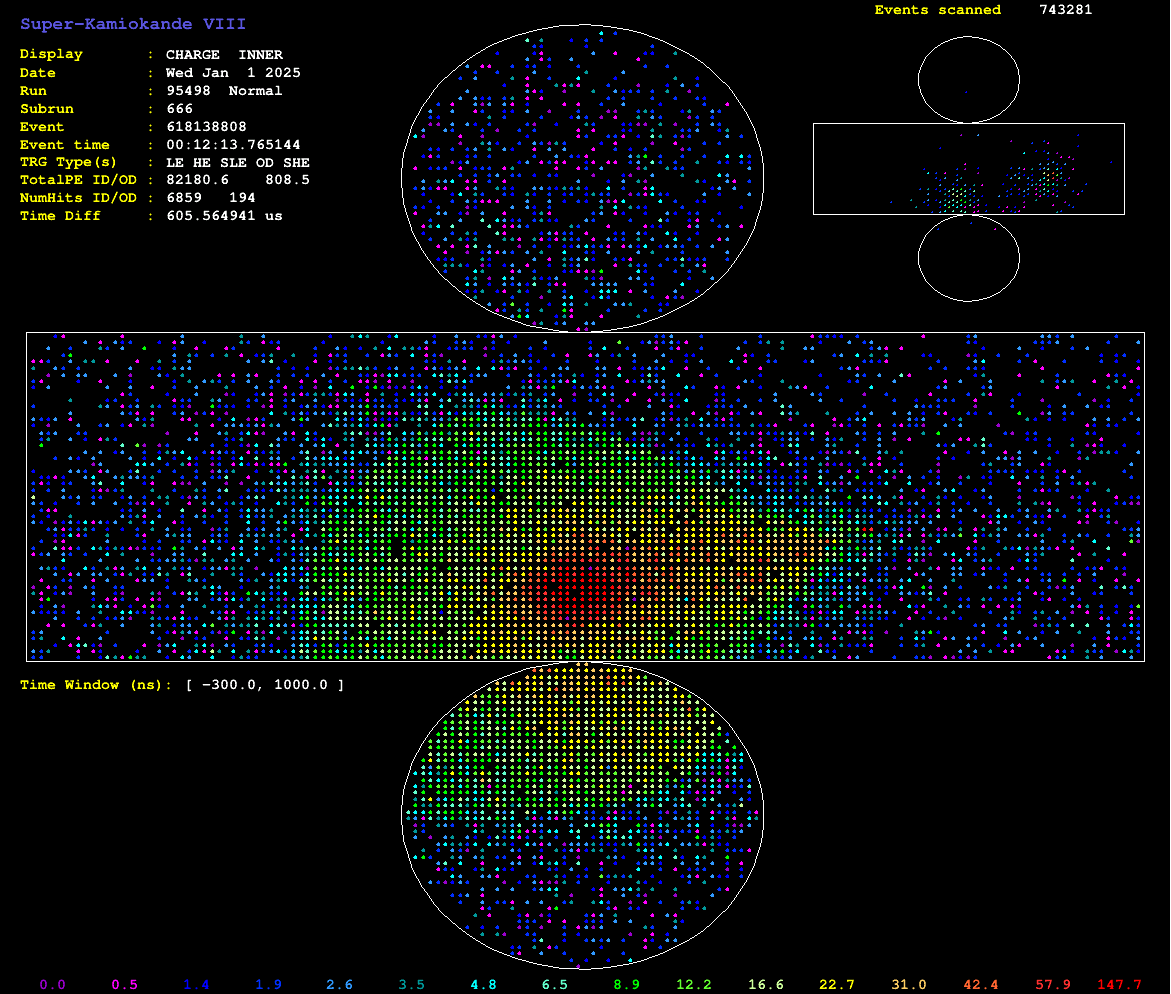 Super-Kamiokande VIII
Events scanned 743281
Display : CHARGE INNER
Date : Wed Jan 1 2025
Run : 95498 Normal
Subrun : 666
Event : 618138808
Event time : 00:12:13.765144
TRG Type(s) : LE HE SLE OD SHE
TotalPE ID/OD : 82180.6 808.5
NumHits ID/OD : 6859 194
Time Diff : 605.564941 us
Time Window (ns): [ -300.0, 1000.0 ]
0.0 0.5 1.4 1.9 2.6 3.5 4.8 6.5 8.9 12.2 16.6 22.7 31.0 42.4 57.9 147.7